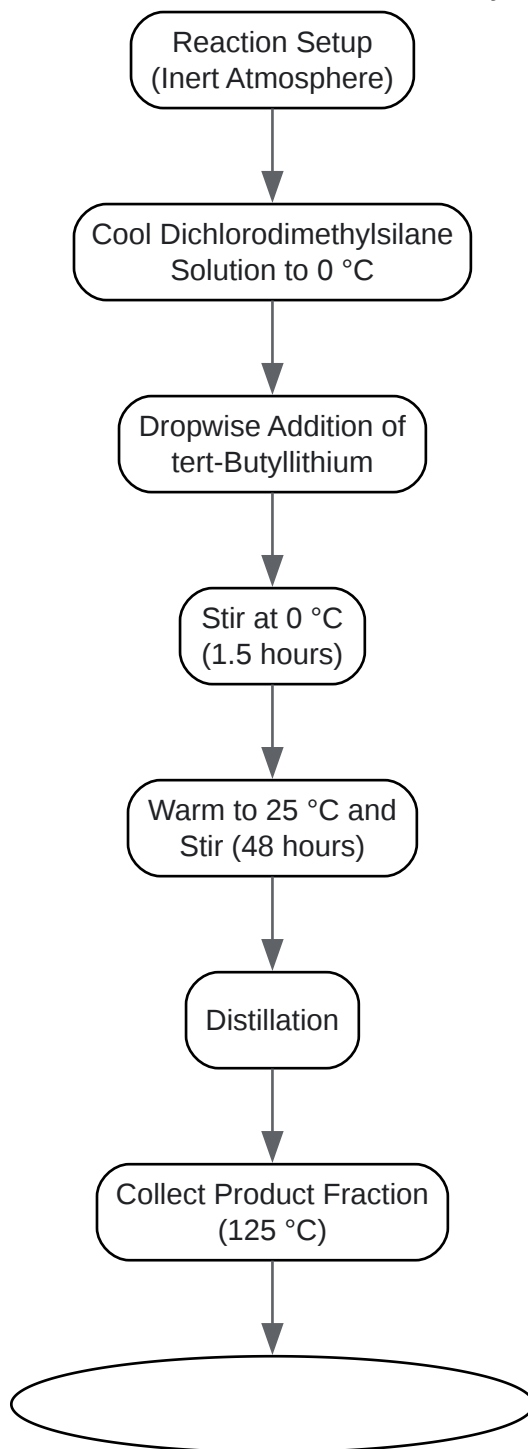 Reaction Setup
(Inert Atmosphere)
Cool Dichlorodimethylsilane
Solution to 0 °C
Dropwise Addition of
tert-Butyllithium
Stir at 0 °C
(1.5 hours)
Warm to 25 °C and
Stir (48 hours)
Distillation
Collect Product Fraction
(125 °C)